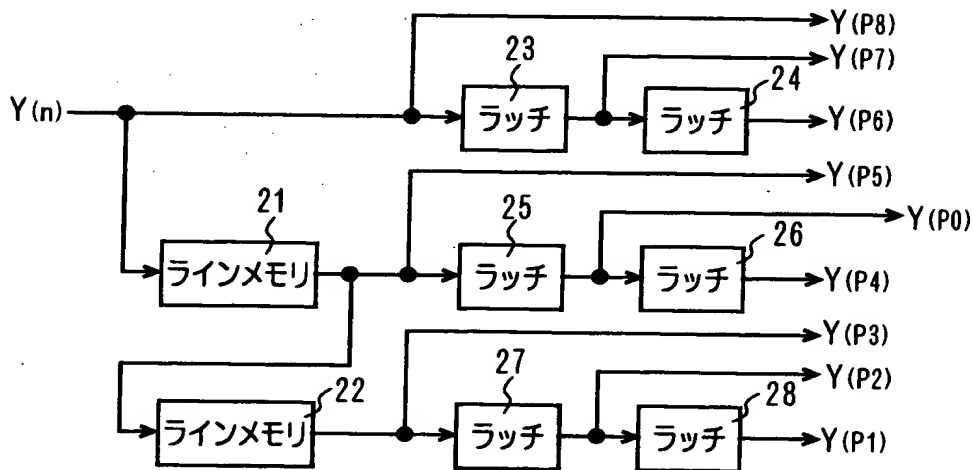 Y(P8)
23
Y(P7)
24
Y(n)
ラッチ
ラッチ
Y(P6)
Y(P5)
21
25
Y(P0)
26
ラインメモリ
ラッチ
ラッチ
Y(P4)
Y(P3)
27
Y(P2)
22
28
ラインメモリ
ラッチ
ラッチ
Y(P1)